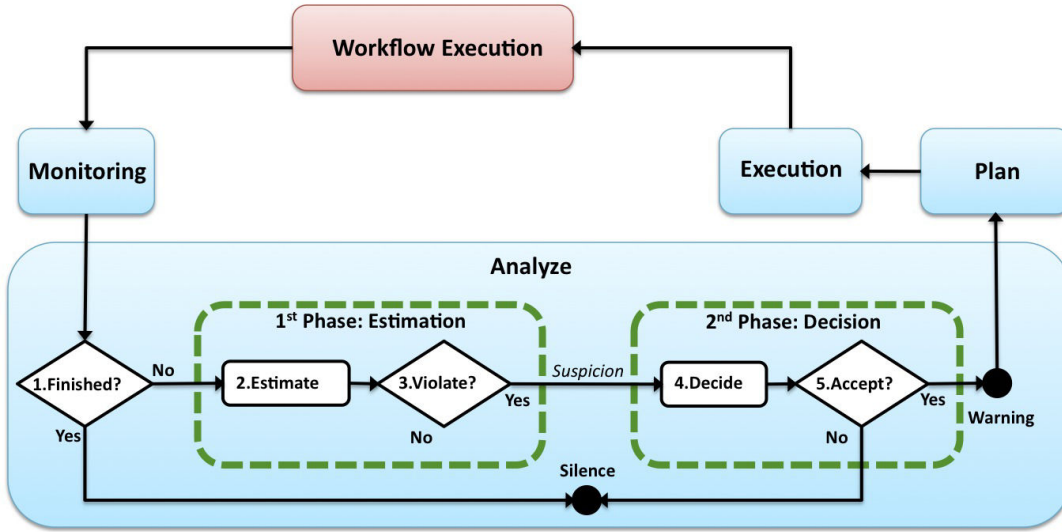 Workflow Execution
Monitoring
Execution
Plan
Analyze
1st Phase: Estimation
2nd Phase: Decision
1.Finished?
No
2.Estimate
3.Violate?
Suspicion
Yes
4.Decide
5.Accept?
Yes
Warning
Yes
No
No
Silence